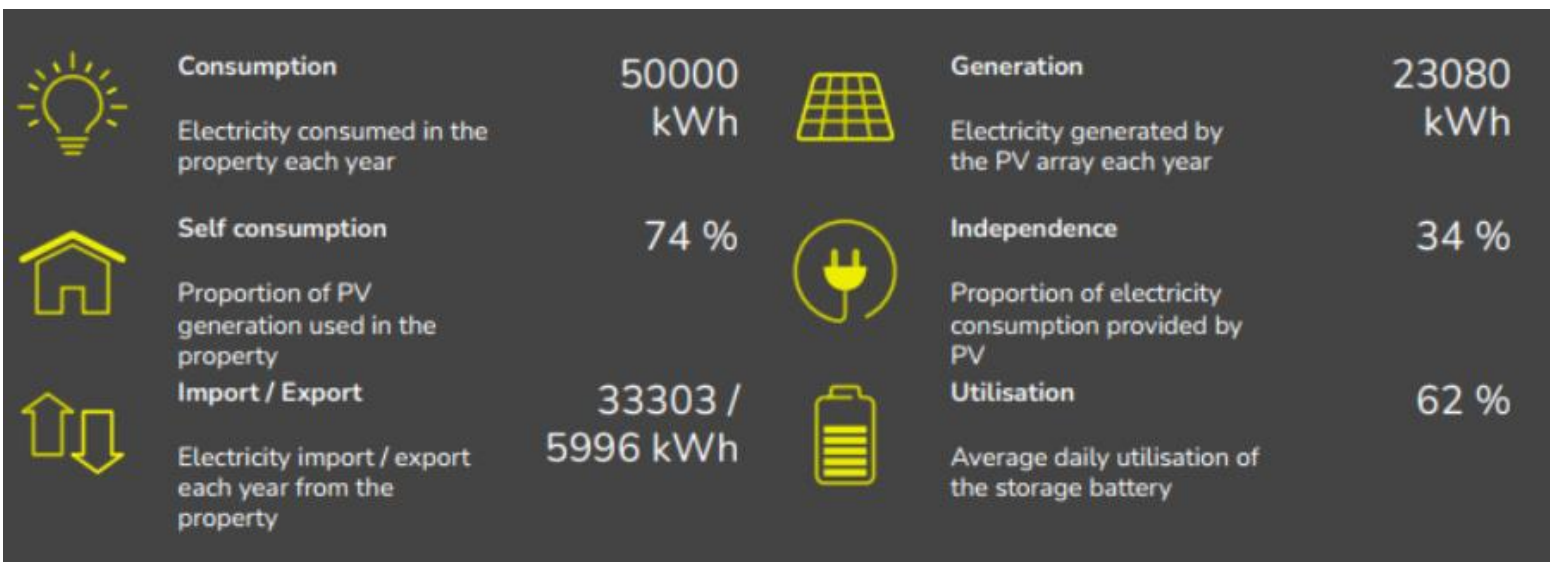 Consumption
50000
kWh
Electricity consumed in the
property each year
Generation
23080
kWh
Electricity generated by
the PV array each year
Self consumption
74 %
Proportion of PV
generation used in the
property
Independence
34 %
Proportion of electricity
consumption provided by
PV
Import / Export
33303 /
5996 kWh
Electricity import / export
each year from the
property
Utilisation
62 %
Average daily utilisation of
the storage battery